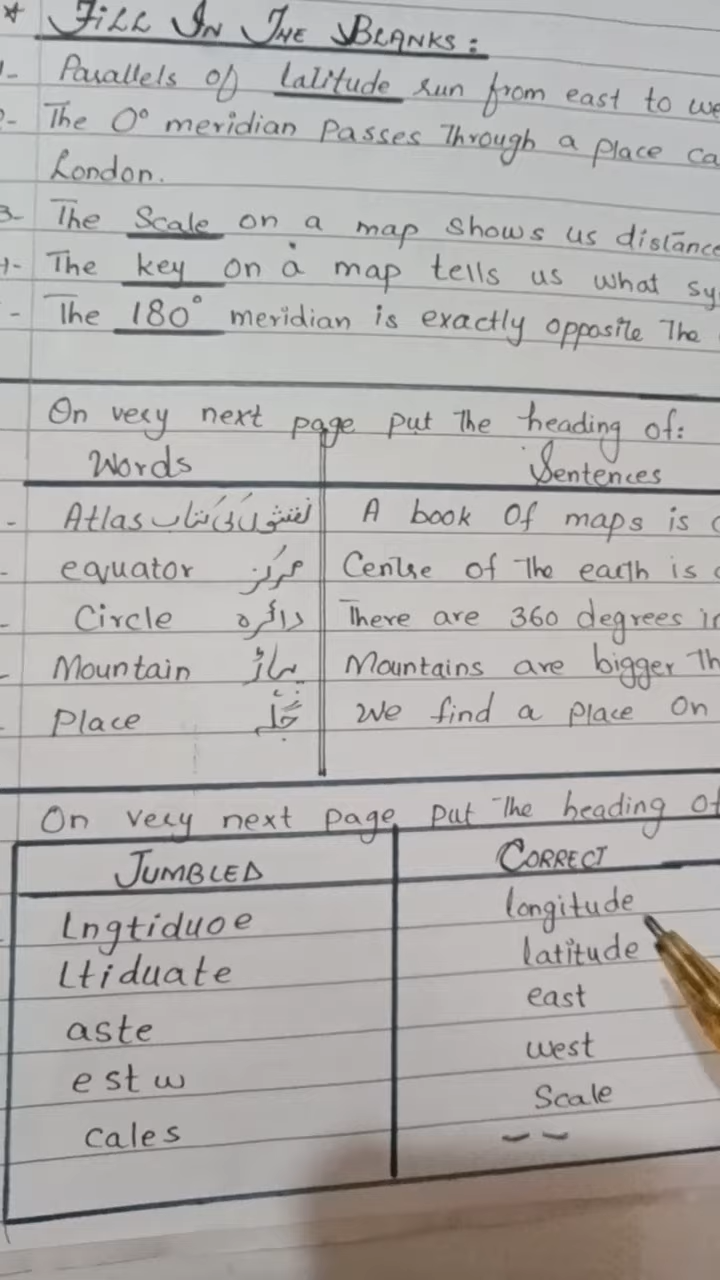 * FILL IN THE BLANKS:
1- Parallels of latitude run from east to we
2- The 0° meridian passes through a place ca
London.
3- The Scale on a map shows us distance
4- The key on a map tells us what sy
- The 180° meridian is exactly opposite The
On very next page put the heading of:
Words Sentences
- Atlas نقشوں کی کتاب A book of maps is
- equator مرکز Centre of the earth is
- Circle دائرہ There are 360 degrees in
- Mountain پہاڑ Mountains are bigger Th
- Place جگہ We find a place on
On very next page put the heading of
JUMBLED CORRECT
Lngtiduoe longitude
Ltiduate latitude
aste east
estw west
cales Scale